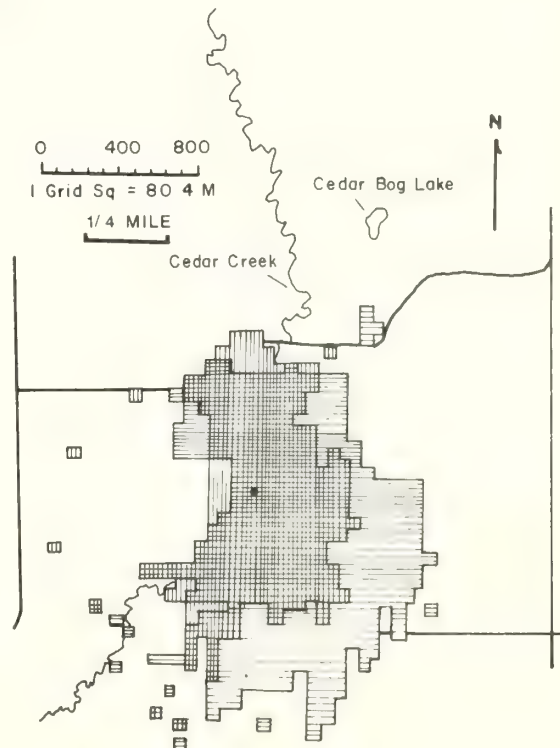 0 400 800
1 Grid Sq = 80 4 M
1/4 MILE
N
Cedar Bog Lake
Cedar Creek